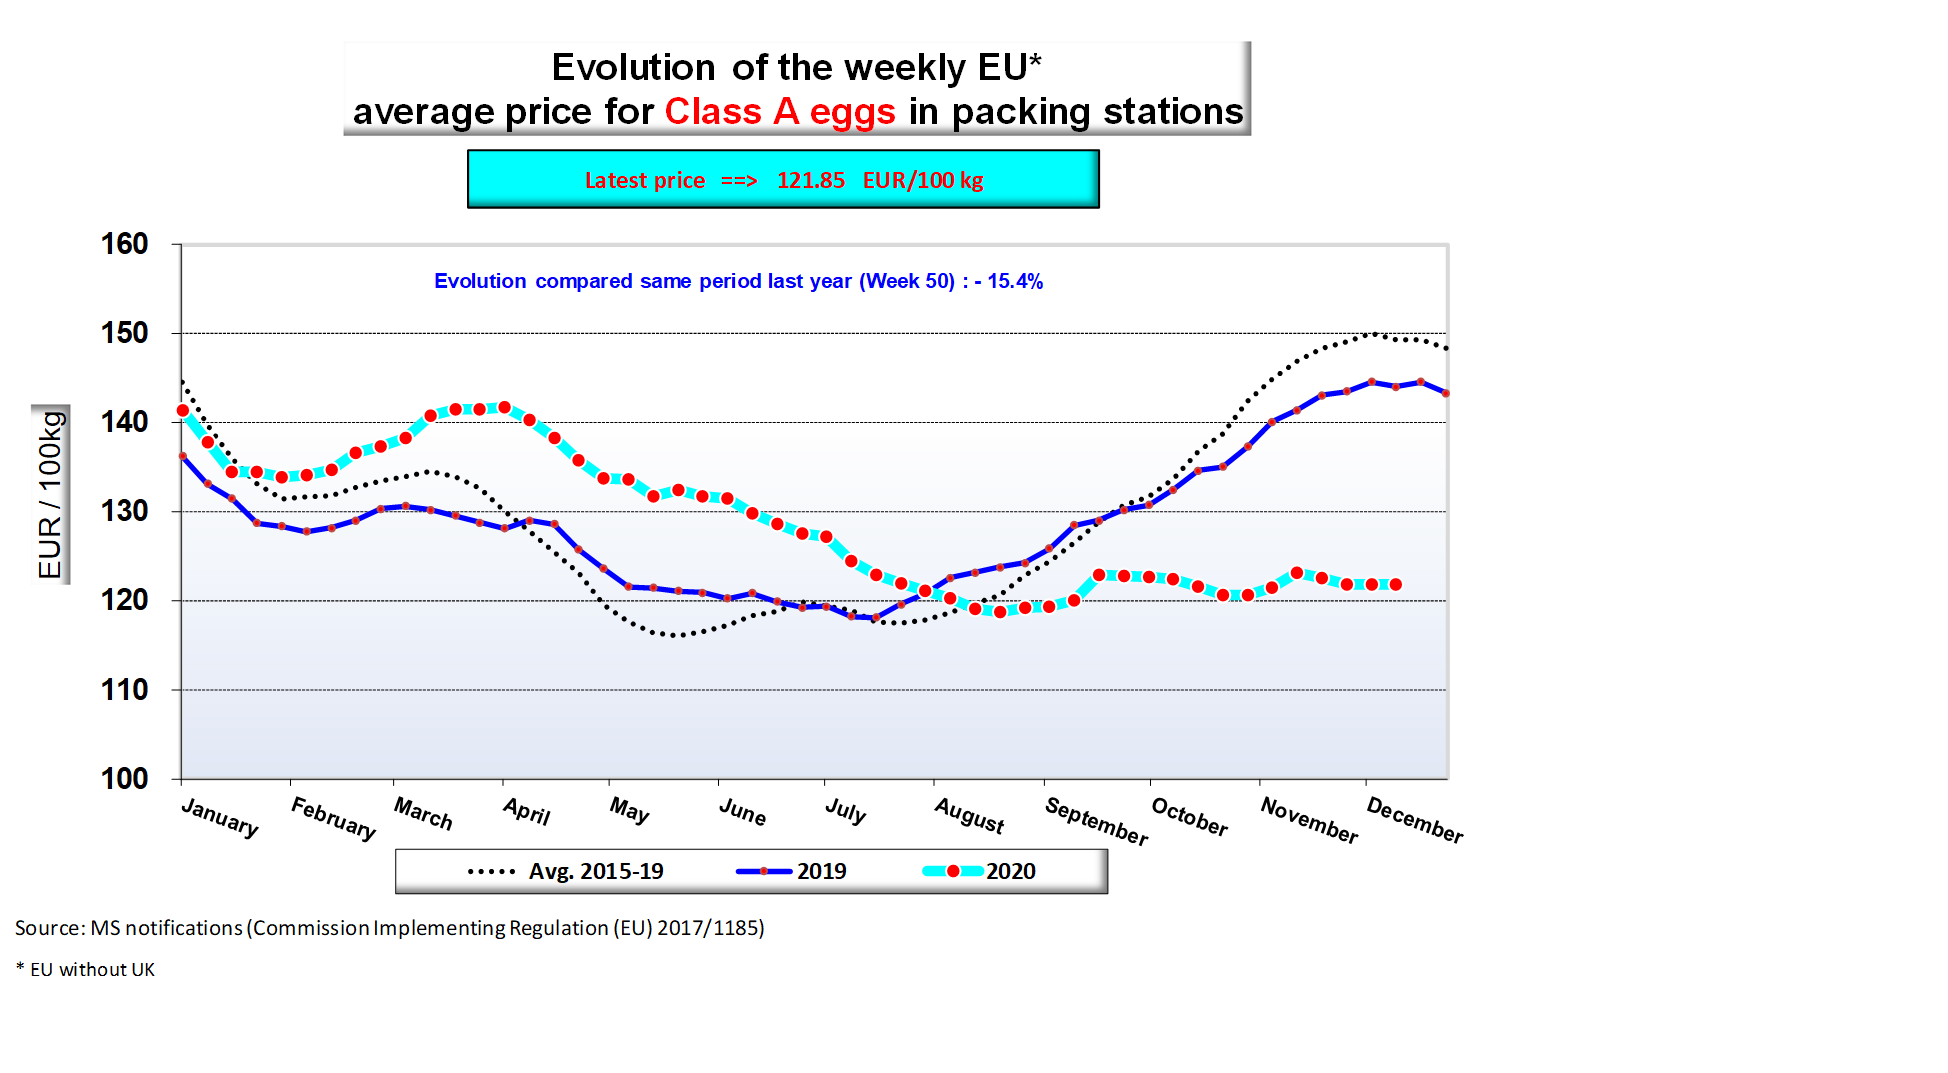 Evolution of the weekly EU*
average price for Class A eggs in packing stations
Latest price ==> 121.85 EUR/100 kg
Evolution compared same period last year (Week 50) : - 15.4%
EUR / 100kg
160
150
140
130
120
110
100
January February March April May June July August September October November December
Avg. 2015-19 2019 2020
Source: MS notifications (Commission Implementing Regulation (EU) 2017/1185)
* EU without UK